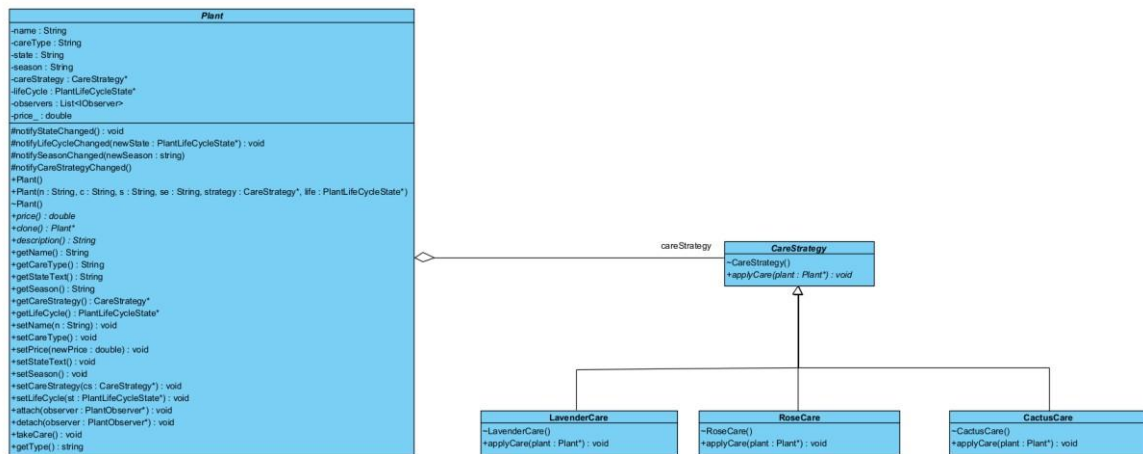 Plant
-name : String
-careType : String
-state : String
-season : String
-careStrategy : CareStrategy*
-lifeCycle : PlantLifeCycleState*
-observers : List<IObserver>
-price_ : double
#notifyStateChanged() : void
#notifyLifeCycleChanged(newState : PlantLifeCycleState*) : void
#notifySeasonChanged(newSeason : string)
#notifyCareStrategyChanged()
+Plant()
+Plant(n : String, c : String, s : String, se : String, strategy : CareStrategy*, life : PlantLifeCycleState*)
~Plant()
+price() : double
+clone() : Plant*
+description() : String
+getName() : String
+getCareType() : String
+getStateText() : String
+getSeason() : String
+getCareStrategy() : CareStrategy*
+getLifeCycle() : PlantLifeCycleState*
+setName(n : String) : void
+setCareType() : void
+setPrice(newPrice : double) : void
+setStateText() : void
+setSeason() : void
+setCareStrategy(cs : CareStrategy*) : void
+setLifeCycle(st : PlantLifeCycleState*) : void
+attach(observer : PlantObserver*) : void
+detach(observer : PlantObserver*) : void
+takeCare() : void
+getType() : string
careStrategy
CareStrategy
~CareStrategy()
+applyCare(plant : Plant*) : void
LavenderCare
~LavenderCare()
+applyCare(plant : Plant*) : void
RoseCare
~RoseCare()
+applyCare(plant : Plant*) : void
CactusCare
~CactusCare()
+applyCare(plant : Plant*) : void